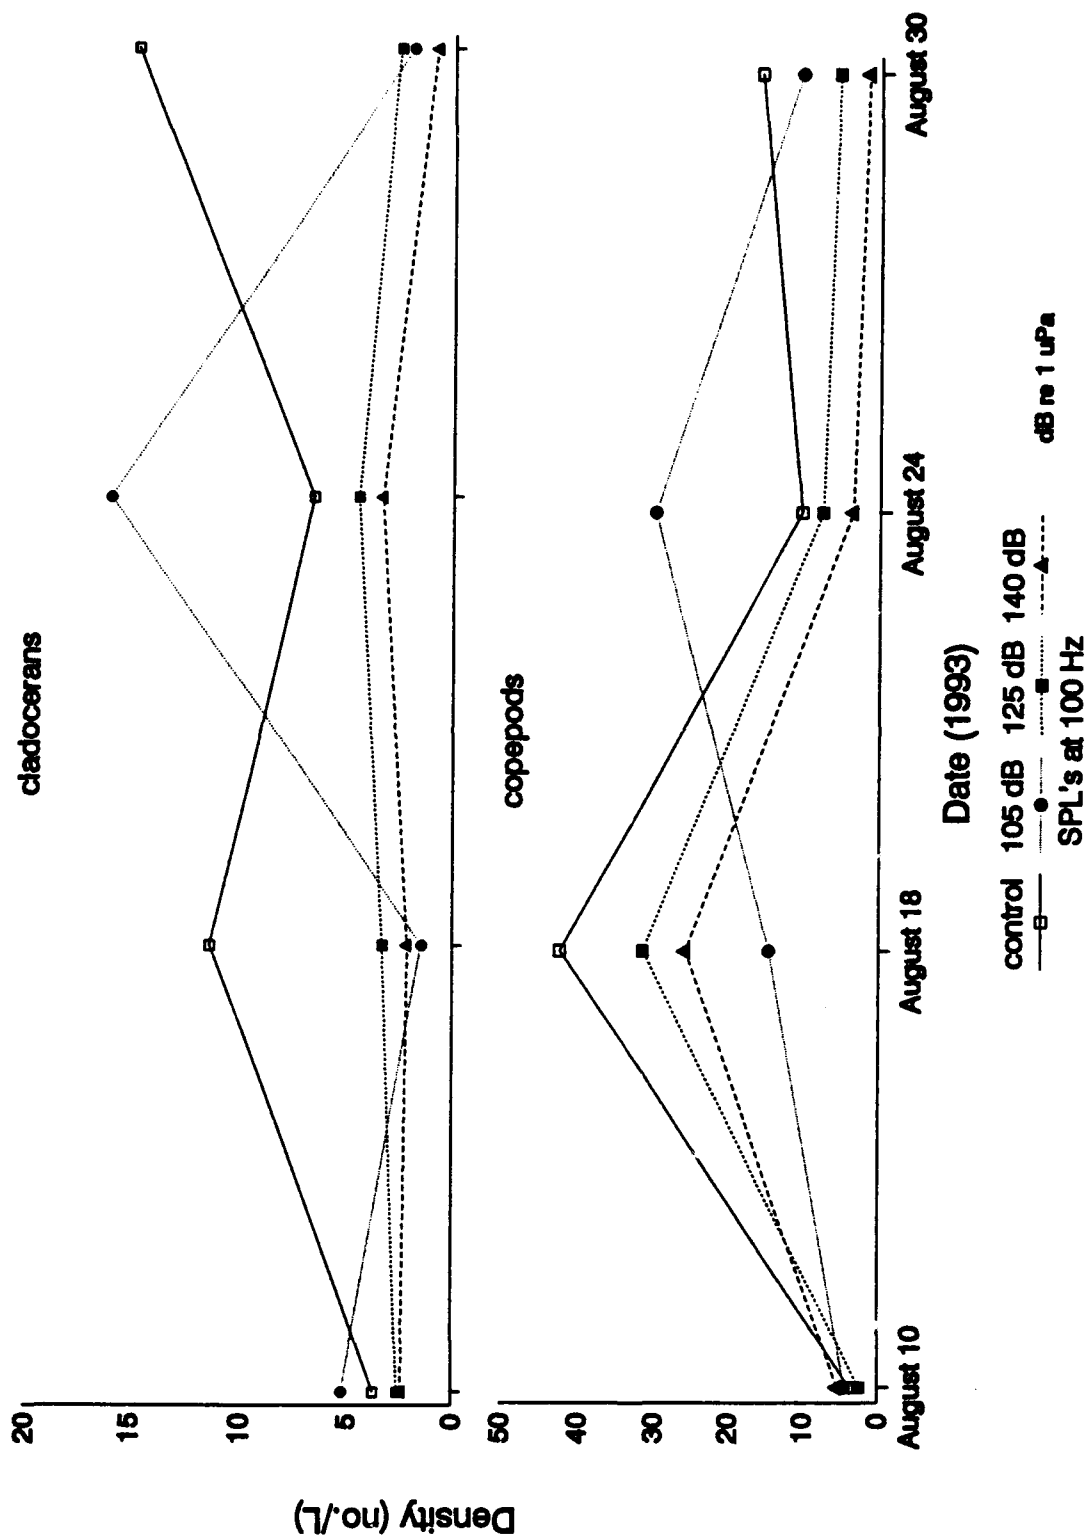 cladocerans
20
15
10
5
0
Density (no./L)
copepods
50
40
30
20
10
0
August 10 August 18 August 24 August 30
Date (1993)
control 105 dB 125 dB 140 dB dB re 1 uPa
SPL's at 100 Hz